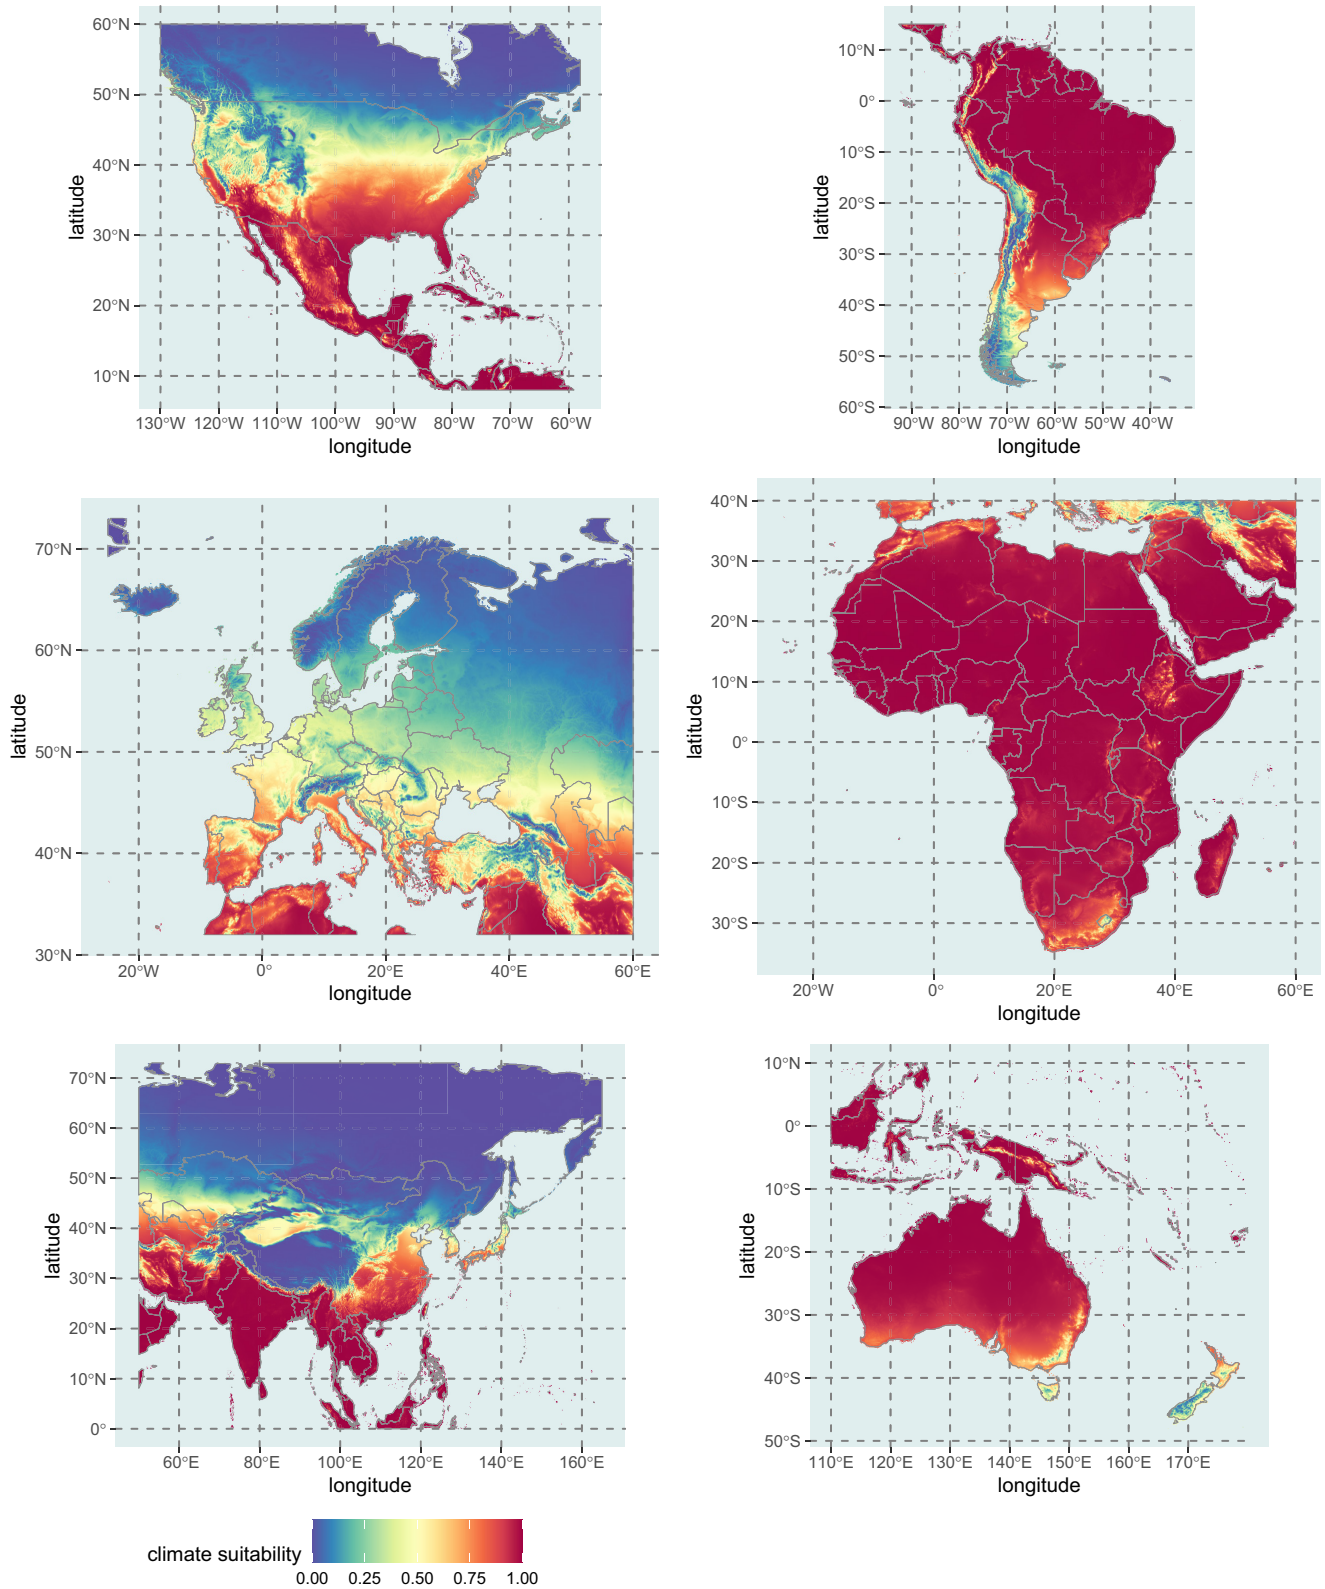 60°N
50°N
40°N
30°N
20°N
10°N
latitude
130°W 120°W 110°W 100°W 90°W 80°W 70°W 60°W
longitude
10°N
0°
10°S
20°S
30°S
40°S
50°S
60°S
latitude
90°W 80°W 70°W 60°W 50°W 40°W
longitude
70°N
60°N
50°N
40°N
30°N
latitude
20°W 0° 20°E 40°E 60°E
longitude
40°N
30°N
20°N
10°N
0°
10°S
20°S
30°S
latitude
20°W 0° 20°E 40°E 60°E
longitude
70°N
60°N
50°N
40°N
30°N
20°N
10°N
0°
latitude
60°E 80°E 100°E 120°E 140°E 160°E
longitude
10°N
0°
10°S
20°S
30°S
40°S
50°S
latitude
110°E 120°E 130°E 140°E 150°E 160°E 170°E
longitude
climate suitability
0.00 0.25 0.50 0.75 1.00